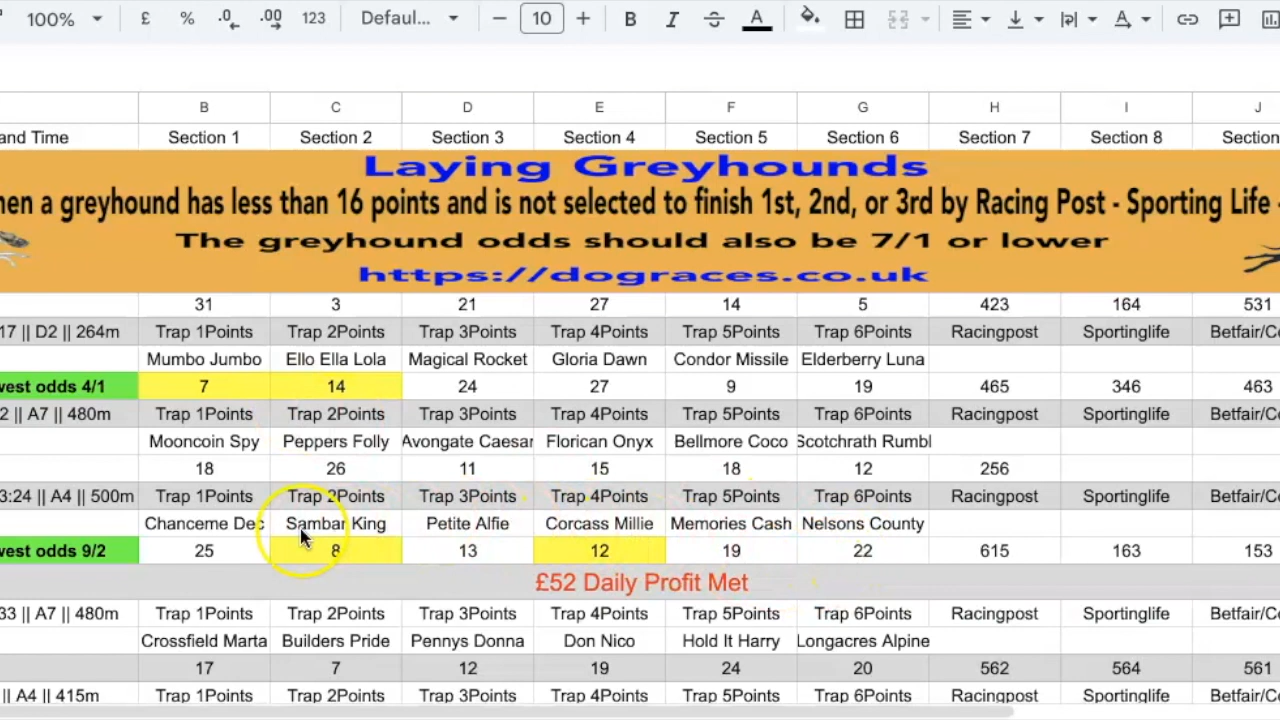 100% £ % .0 .00 123 Defaul... 10 B I A
B C D E F G H I J
and Time Section 1 Section 2 Section 3 Section 4 Section 5 Section 6 Section 7 Section 8 Section
Laying Greyhounds
hen a greyhound has less than 16 points and is not selected to finish 1st, 2nd, or 3rd by Racing Post - Sporting Life -
The greyhound odds should also be 7/1 or lower
https://dograces.co.uk
31 3 21 27 14 5 423 164 531
17 || D2 || 264m Trap 1Points Trap 2Points Trap 3Points Trap 4Points Trap 5Points Trap 6Points Racingpost Sportinglife Betfair/Co
Mumbo Jumbo Ello Ella Lola Magical Rocket Gloria Dawn Condor Missile Elderberry Luna
west odds 4/1 7 14 24 27 9 19 465 346 463
2 || A7 || 480m Trap 1Points Trap 2Points Trap 3Points Trap 4Points Trap 5Points Trap 6Points Racingpost Sportinglife Betfair/Co
Mooncoin Spy Peppers Folly Avongate Caesar Florican Onyx Bellmore Coco Scotchrath Rumbl
18 26 11 15 18 12 256
3:24 || A4 || 500m Trap 1Points Trap 2Points Trap 3Points Trap 4Points Trap 5Points Trap 6Points Racingpost Sportinglife Betfair/Co
Chanceme Dec Sambar King Petite Alfie Corcass Millie Memories Cash Nelsons County
west odds 9/2 25 8 13 12 19 22 615 163 153
£52 Daily Profit Met
33 || A7 || 480m Trap 1Points Trap 2Points Trap 3Points Trap 4Points Trap 5Points Trap 6Points Racingpost Sportinglife Betfair/Co
Crossfield Marta Builders Pride Pennys Donna Don Nico Hold It Harry Longacres Alpine
17 7 12 19 24 20 562 564 561
|| A4 || 415m Trap 1Points Trap 2Points Trap 3Points Trap 4Points Trap 5Points Trap 6Points Racingpost Sportinglife Betfair/Co